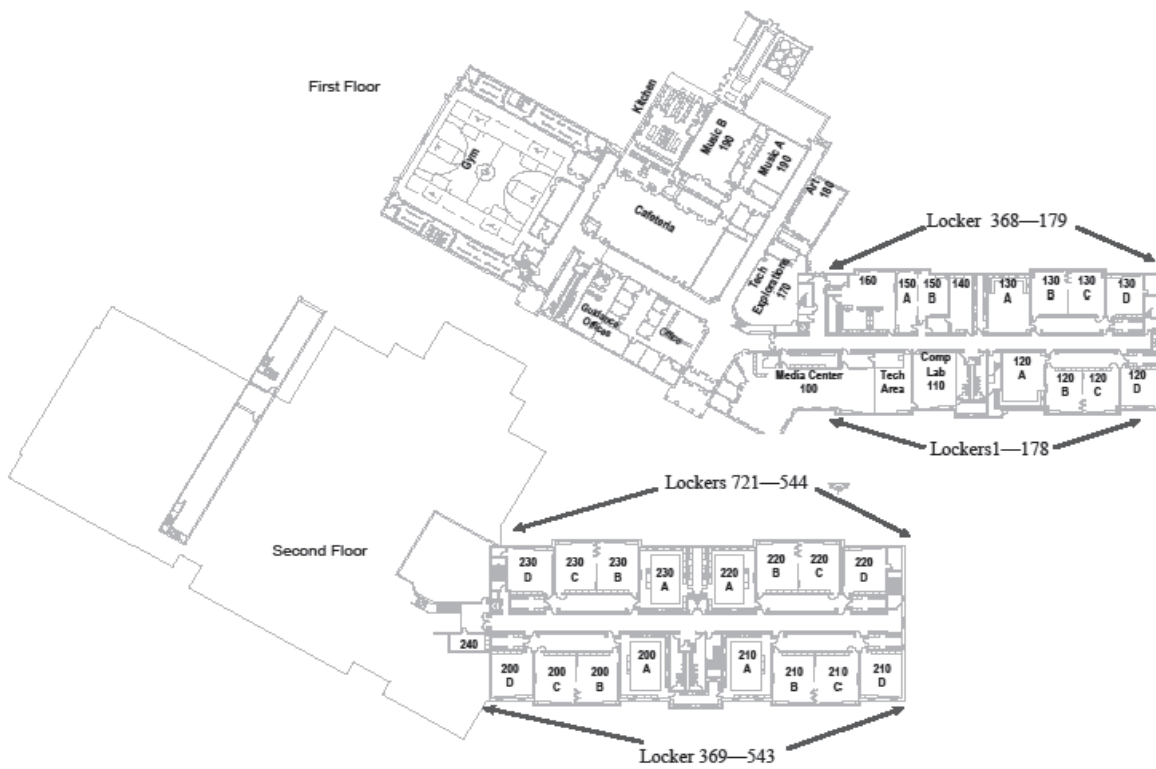 First Floor
Kitchen
Music B
190
Music A
190
Gym
Art
180
Cafeteria
Locker 368—179
Tech
Explorations
170
160
150
A
150
B
140
130
A
130
B
130
C
130
D
Guidance
Offices
Office
Media Center
100
Tech
Area
Comp
Lab
110
120
A
120
B
120
C
120
D
Lockers1—178
Lockers 721—544
Second Floor
230
D
230
C
230
B
230
A
220
A
220
B
220
C
220
D
240
200
D
200
C
200
B
200
A
210
A
210
B
210
C
210
D
Locker 369—543